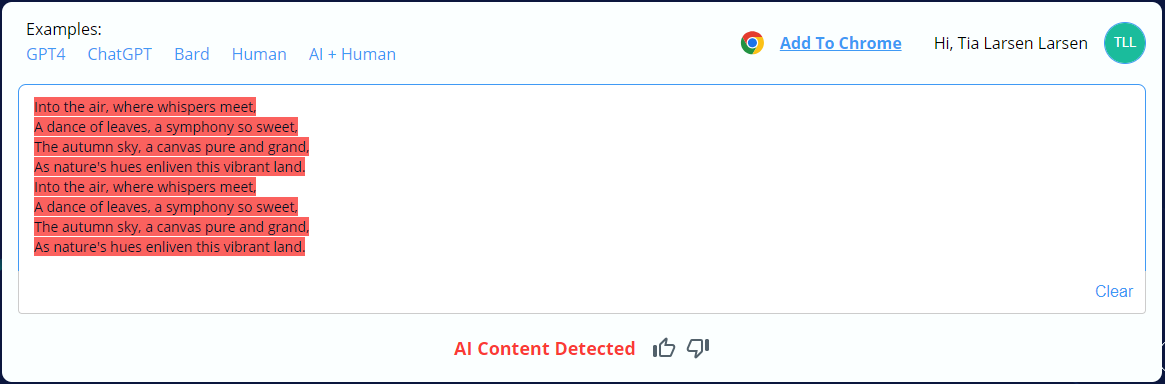 Examples:
GPT4 ChatGPT Bard Human AI + Human
Add To Chrome Hi, Tia Larsen Larsen TLL
Into the air, where whispers meet,
A dance of leaves, a symphony so sweet,
The autumn sky, a canvas pure and grand,
As nature's hues enliven this vibrant land.
Into the air, where whispers meet,
A dance of leaves, a symphony so sweet,
The autumn sky, a canvas pure and grand,
As nature's hues enliven this vibrant land.
Clear
AI Content Detected